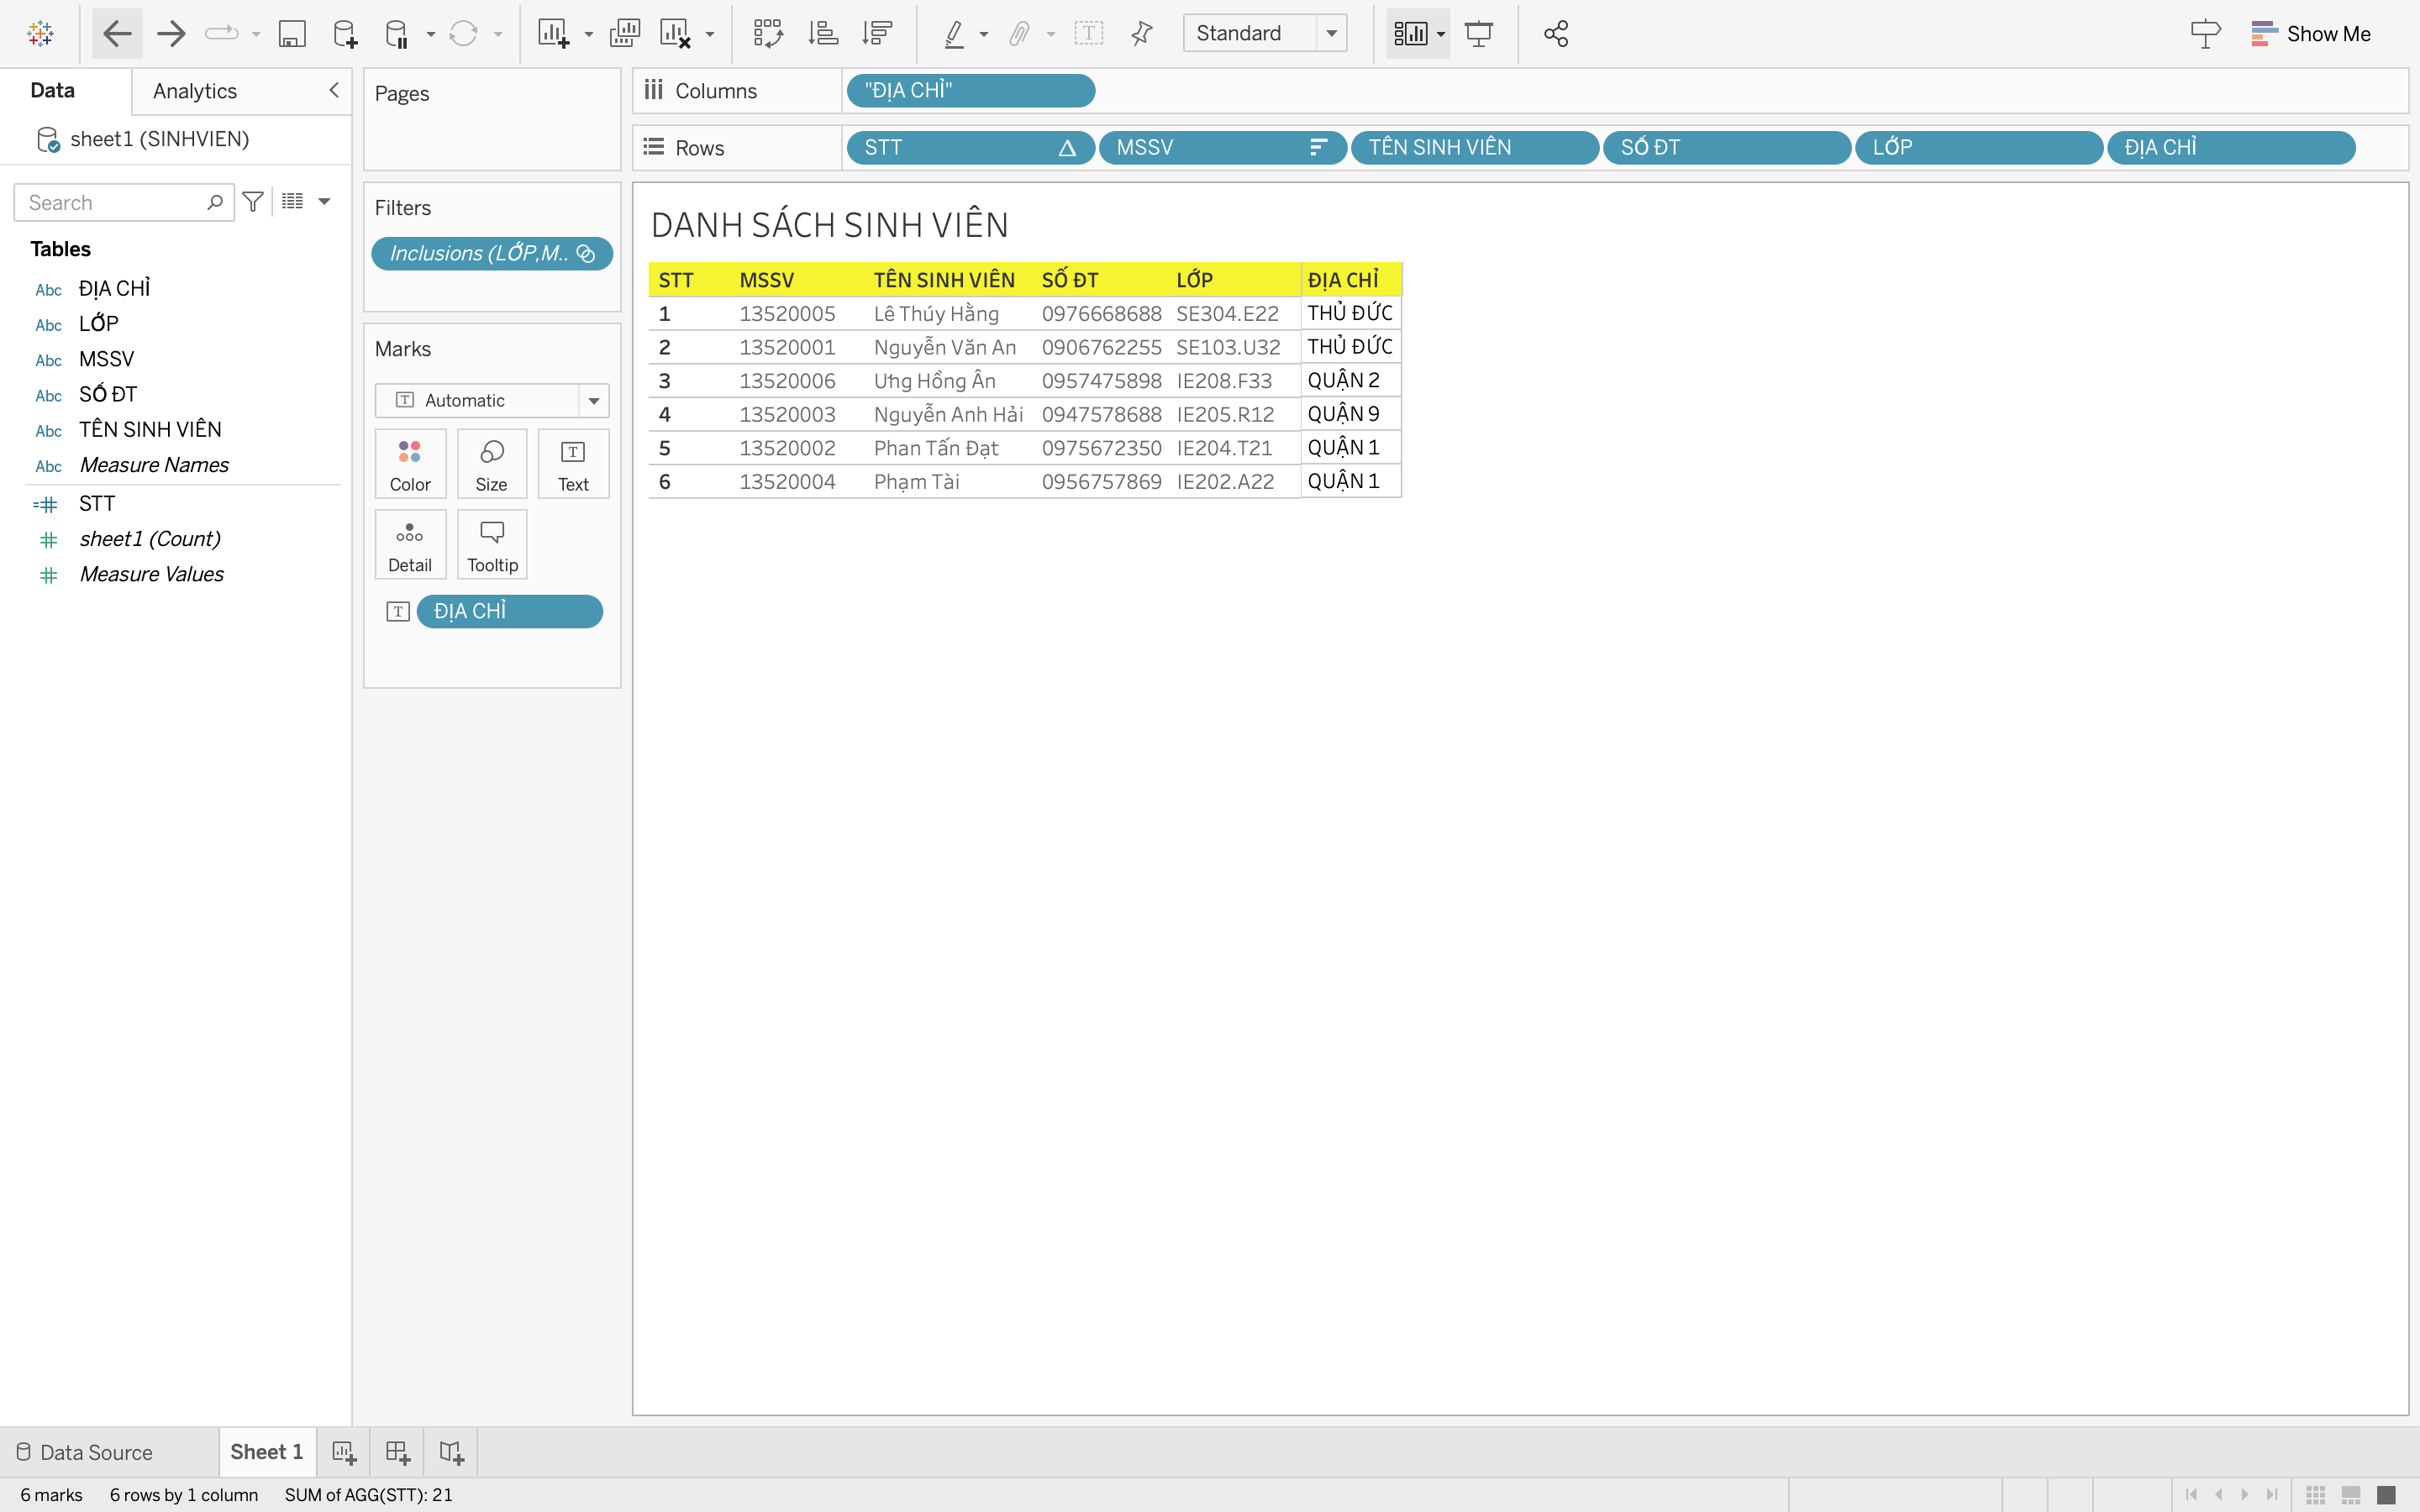 Standard
Show Me
Data
Analytics
sheet1 (SINHVIEN)
Search
Tables
Abc ĐỊA CHỈ
Abc LỚP
Abc MSSV
Abc SỐ ĐT
Abc TÊN SINH VIÊN
Abc Measure Names
STT
sheet1 (Count)
Measure Values
Pages
Filters
Inclusions (LỚP,M..
Marks
Automatic
Color Size Text
Detail Tooltip
ĐỊA CHỈ
Columns "ĐỊA CHỈ"
Rows STT MSSV TÊN SINH VIÊN SỐ ĐT LỚP ĐỊA CHỈ
DANH SÁCH SINH VIÊN
STT MSSV TÊN SINH VIÊN SỐ ĐT LỚP ĐỊA CHỈ
1 13520005 Lê Thúy Hằng 0976668688 SE304.E22 THỦ ĐỨC
2 13520001 Nguyễn Văn An 0906762255 SE103.U32 THỦ ĐỨC
3 13520006 Ưng Hồng Ân 0957475898 IE208.F33 QUẬN 2
4 13520003 Nguyễn Anh Hải 0947578688 IE205.R12 QUẬN 9
5 13520002 Phan Tấn Đạt 0975672350 IE204.T21 QUẬN 1
6 13520004 Phạm Tài 0956757869 IE202.A22 QUẬN 1
Data Source
Sheet 1
6 marks 6 rows by 1 column SUM of AGG(STT): 21